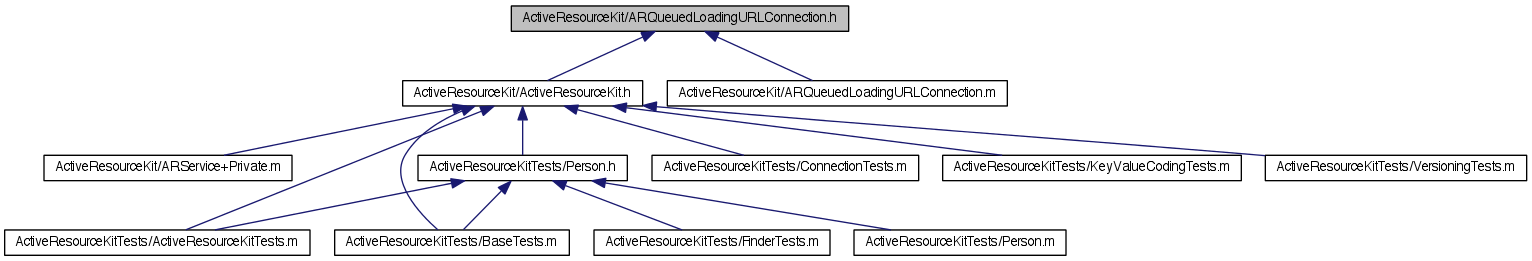 ActiveResourceKit/ARQueuedLoadingURLConnection.h
ActiveResourceKit/ActiveResourceKit.h
ActiveResourceKit/ARQueuedLoadingURLConnection.m
ActiveResourceKit/ARService+Private.m
ActiveResourceKitTests/Person.h
ActiveResourceKitTests/ConnectionTests.m
ActiveResourceKitTests/KeyValueCodingTests.m
ActiveResourceKitTests/VersioningTests.m
ActiveResourceKitTests/ActiveResourceKitTests.m
ActiveResourceKitTests/BaseTests.m
ActiveResourceKitTests/FinderTests.m
ActiveResourceKitTests/Person.m